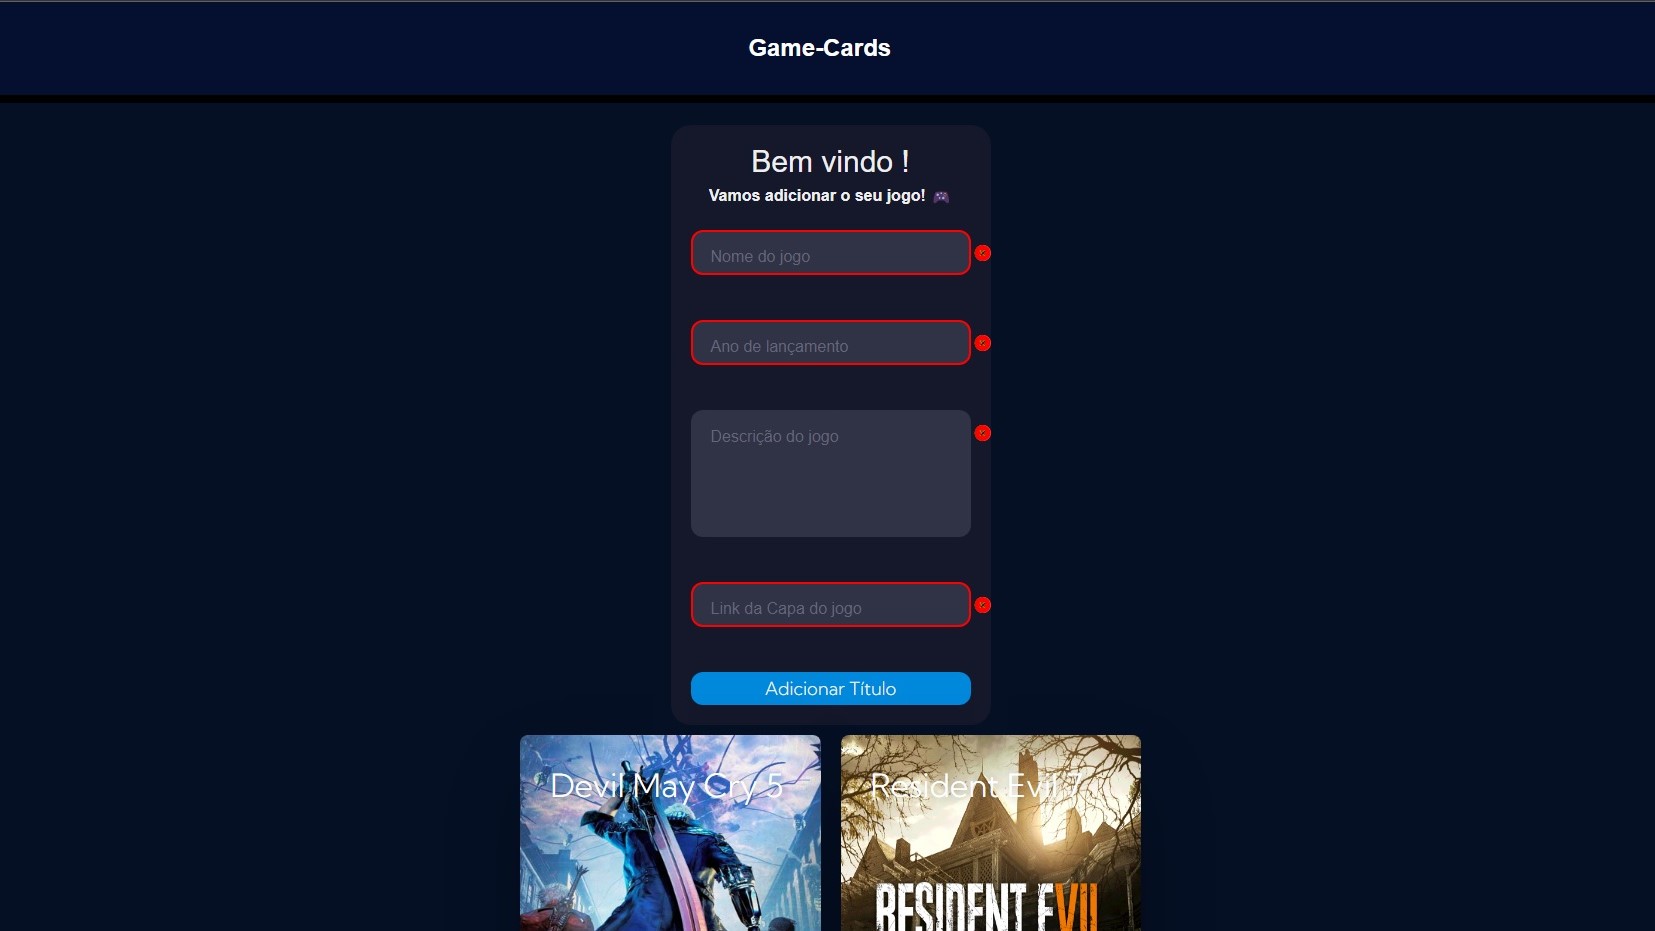 Game-Cards
Bem vindo !
Vamos adicionar o seu jogo! 🎮
Nome do jogo
Ano de lançamento
Descrição do jogo
Link da Capa do jogo
Adicionar Título
Devil May Cry 5
Resident Evil 7
RESIDENT EVII